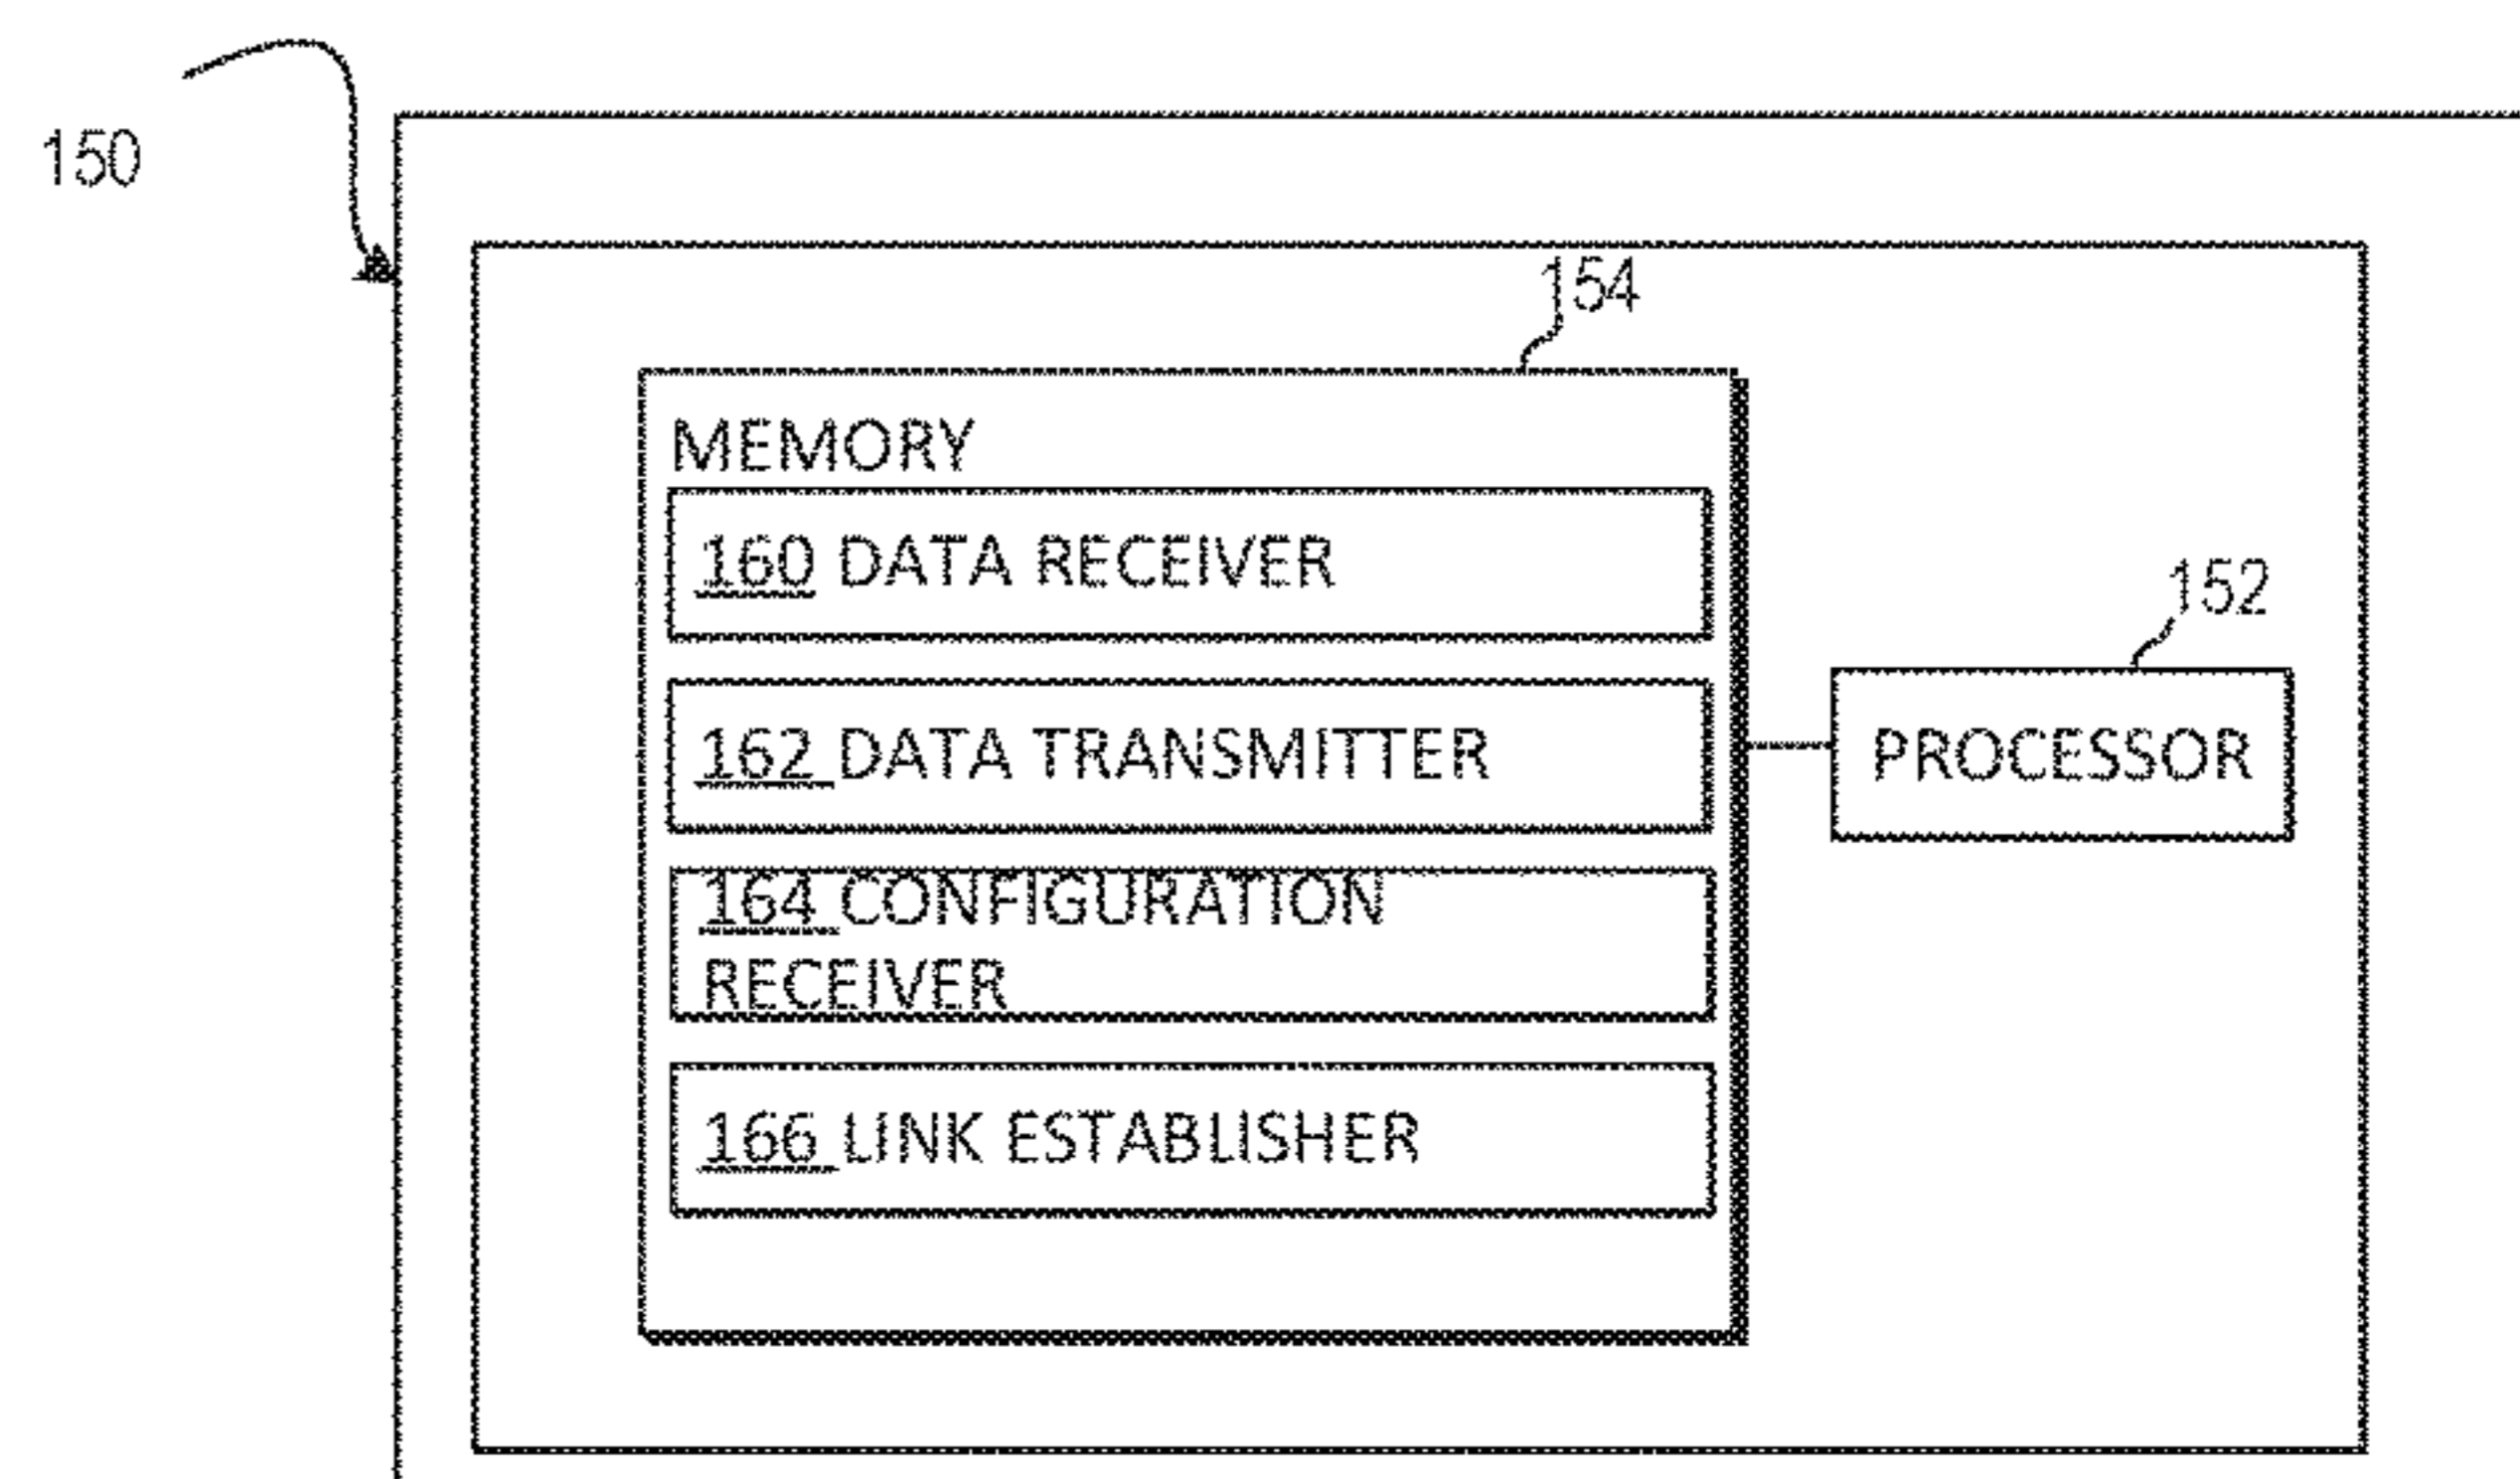 150
154
MEMORY
160 DATA RECEIVER
152
162 DATA TRANSMITTER
PROCESSOR
164 CONFIGURATION
RECEIVER
166 LINK ESTABLISHER